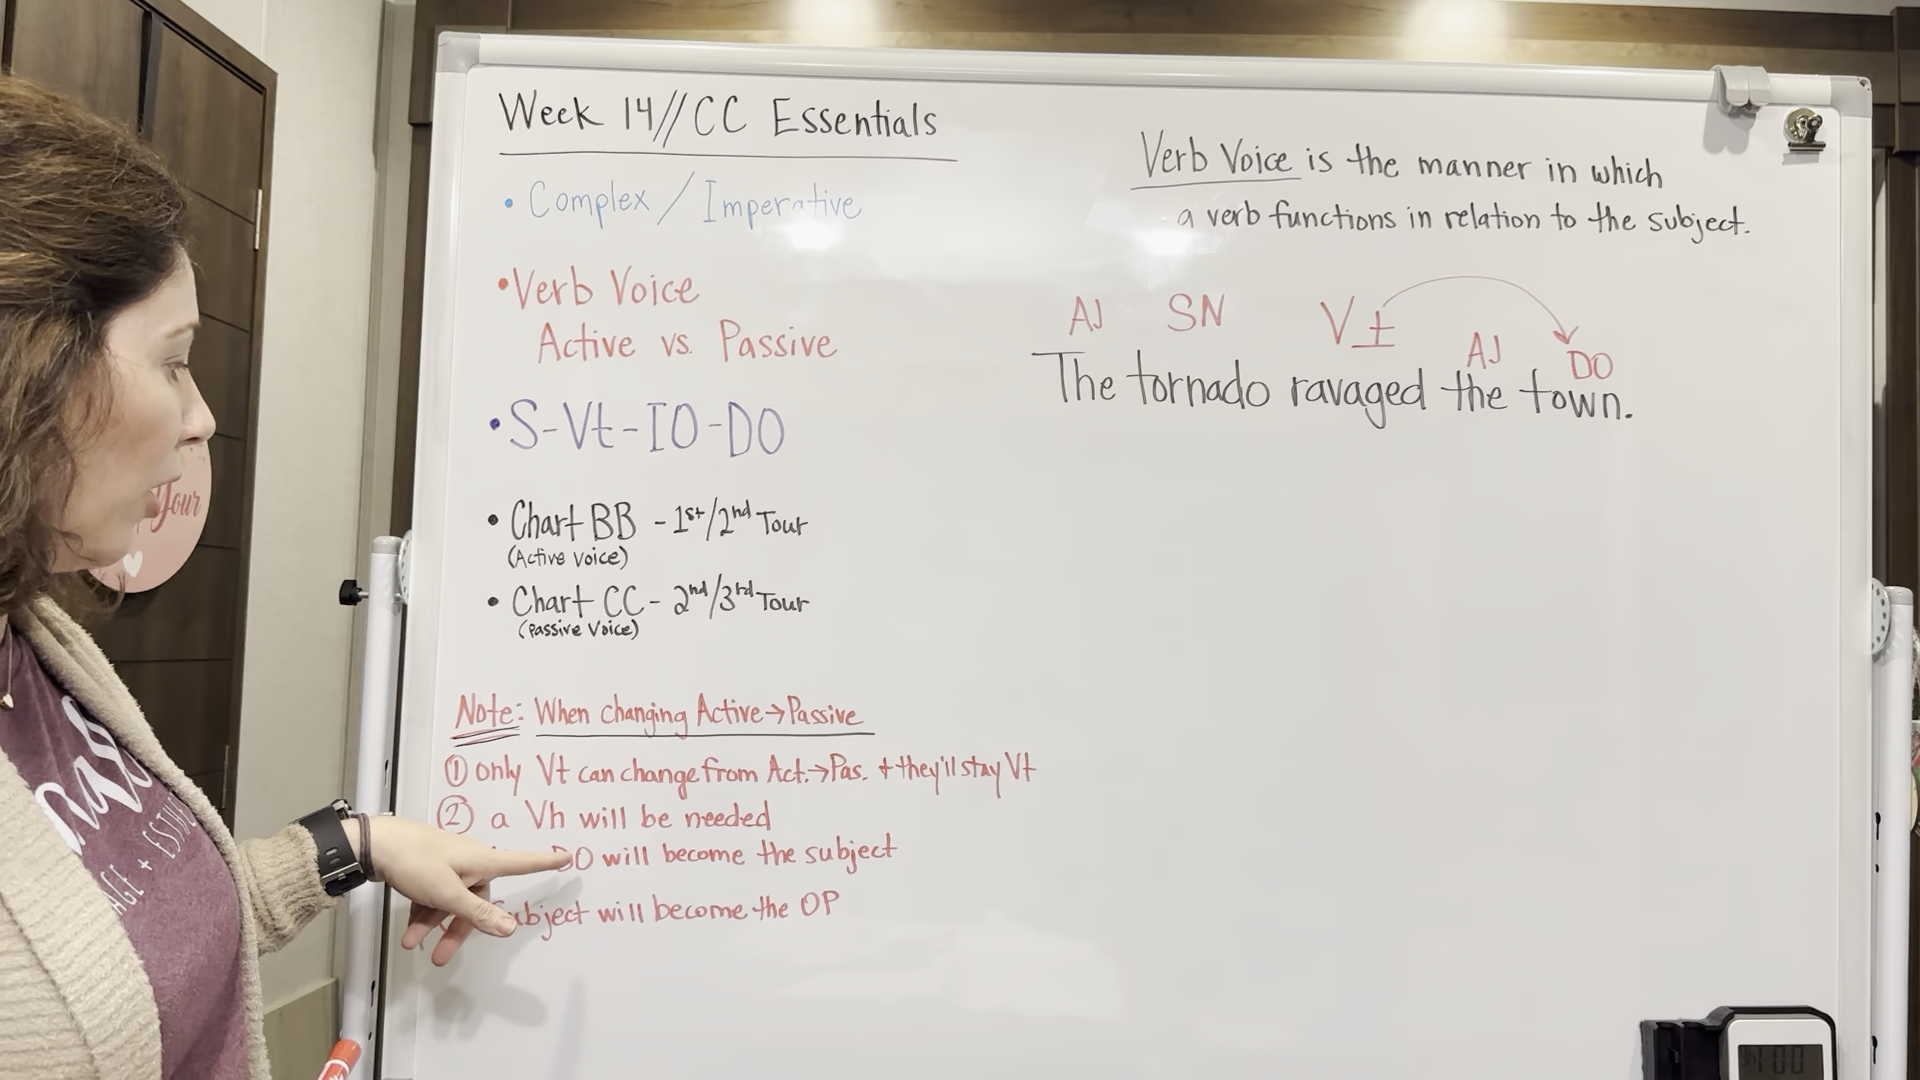 Week 14//CC Essentials
• Complex / Imperative
• Verb Voice
Active vs. Passive
• S-Vt-IO-DO
• Chart BB - 1st/2nd Tour
(Active Voice)
• Chart CC - 2nd/3rd Tour
(Passive Voice)
Note: When changing Active→Passive
① only Vt can change from Act.→Pas. + they'll stay Vt
② a Vh will be needed
DO will become the subject
subject will become the OP
Verb Voice is the manner in which
a verb functions in relation to the subject.
AJ SN Vt AJ DO
The tornado ravaged the town.
Your